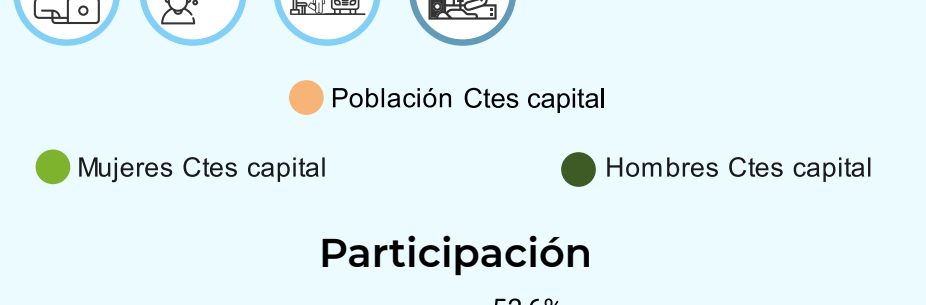 Población Ctes capital
Mujeres Ctes capital
Hombres Ctes capital
Participación